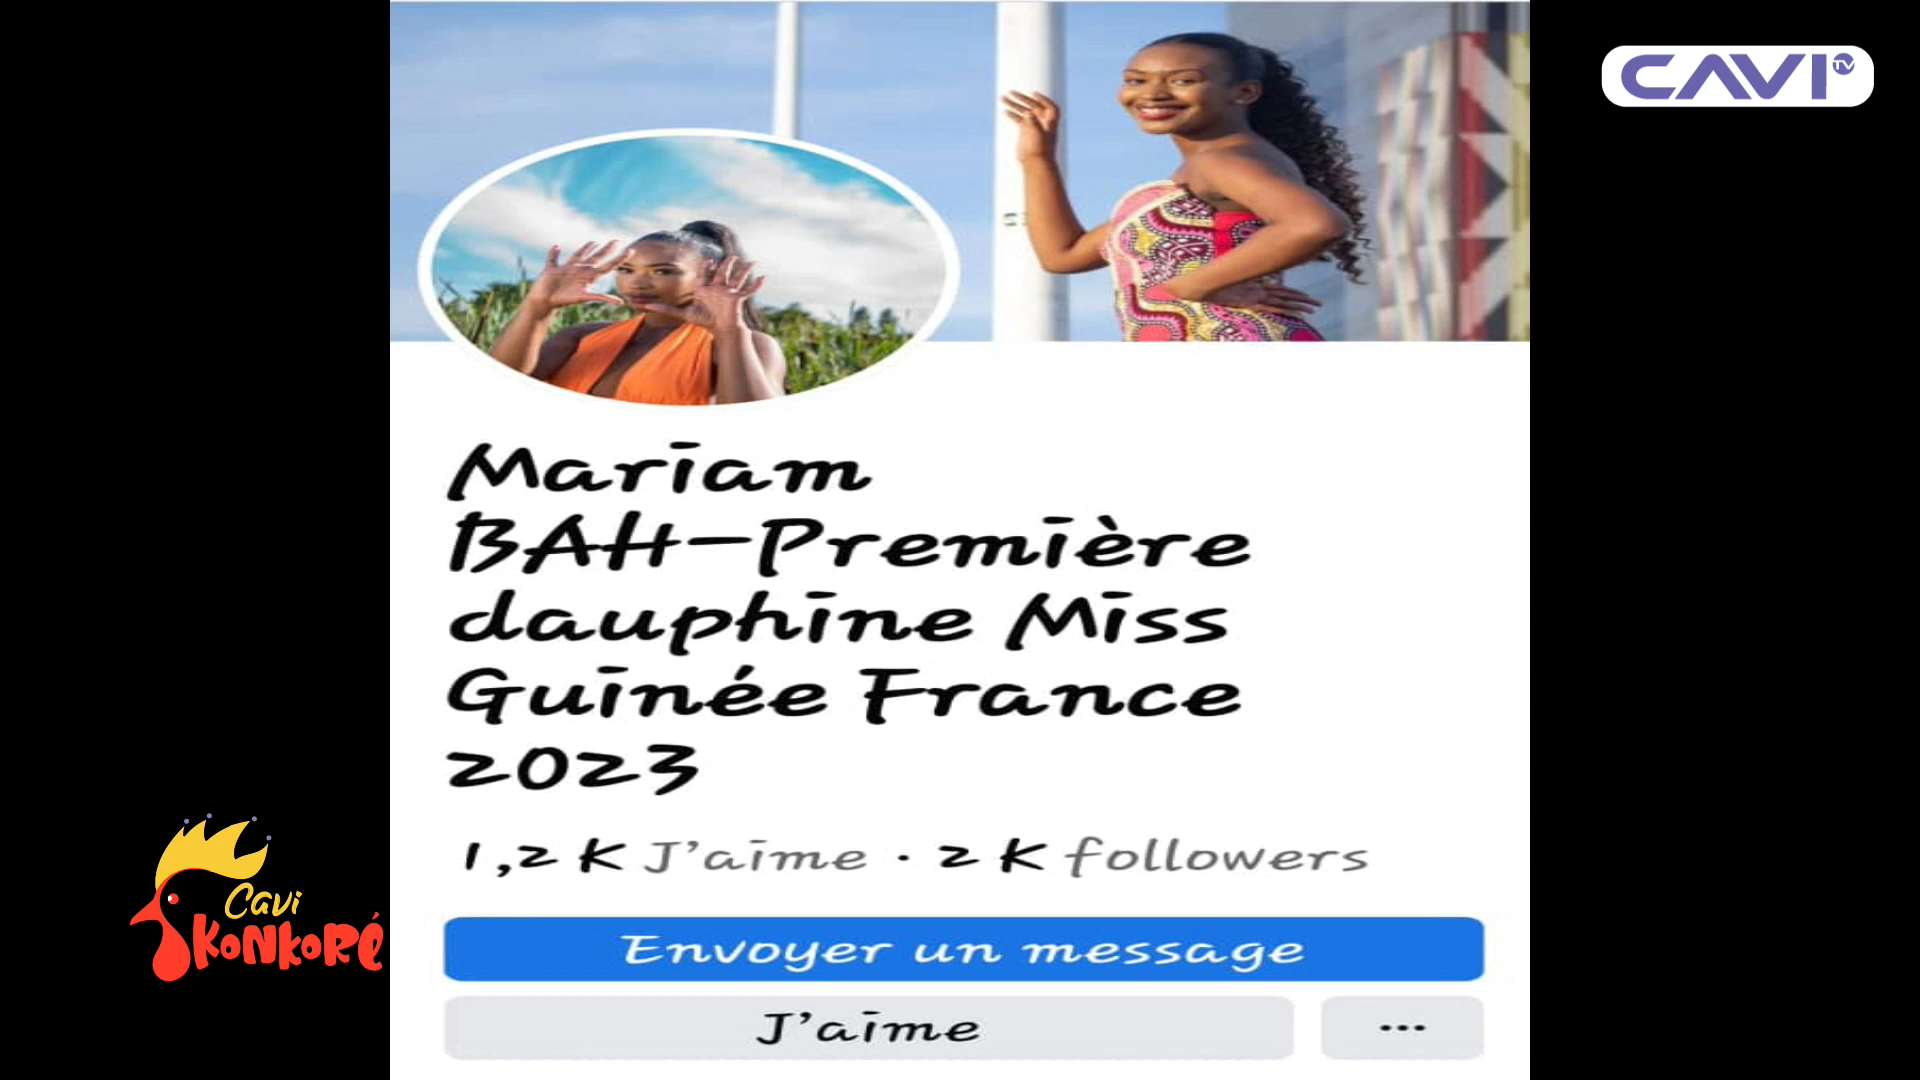 CAVI TV
Mariam
BAH-Première
dauphine Miss
Guinée France
2023
1,2 K J'aime · 2 K followers
Envoyer un message
J'aime
Cavi
KONKORÉ